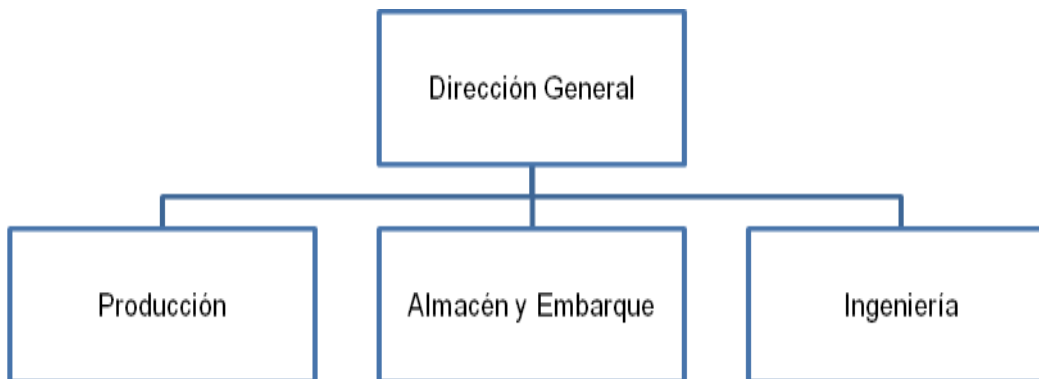 Dirección General
Producción
Almacén y Embarque
Ingeniería